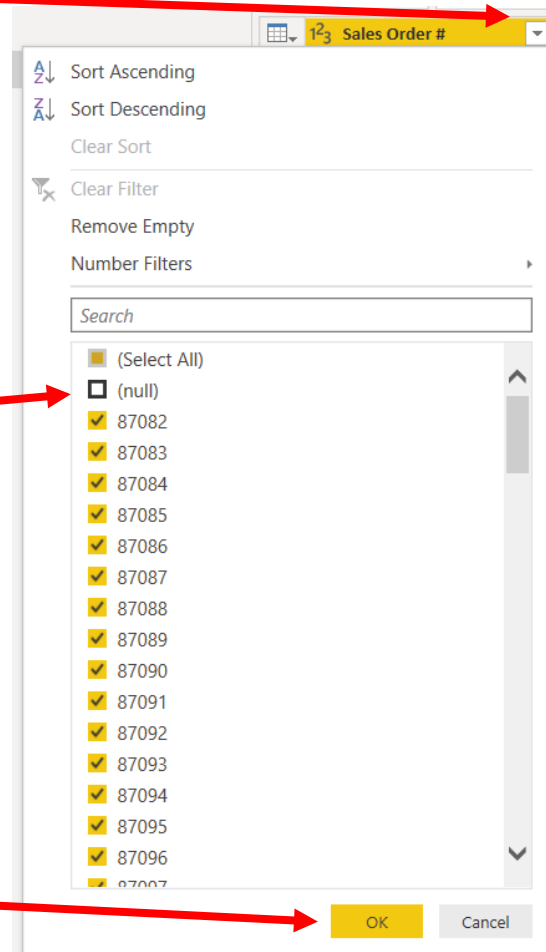 1²3 Sales Order #
A
Z
Sort Ascending
Z
A
Sort Descending
Clear Sort
Clear Filter
Remove Empty
Number Filters
Search
(Select All)
(null)
87082
87083
87084
87085
87086
87087
87088
87089
87090
87091
87092
87093
87094
87095
87096
87097
OK Cancel